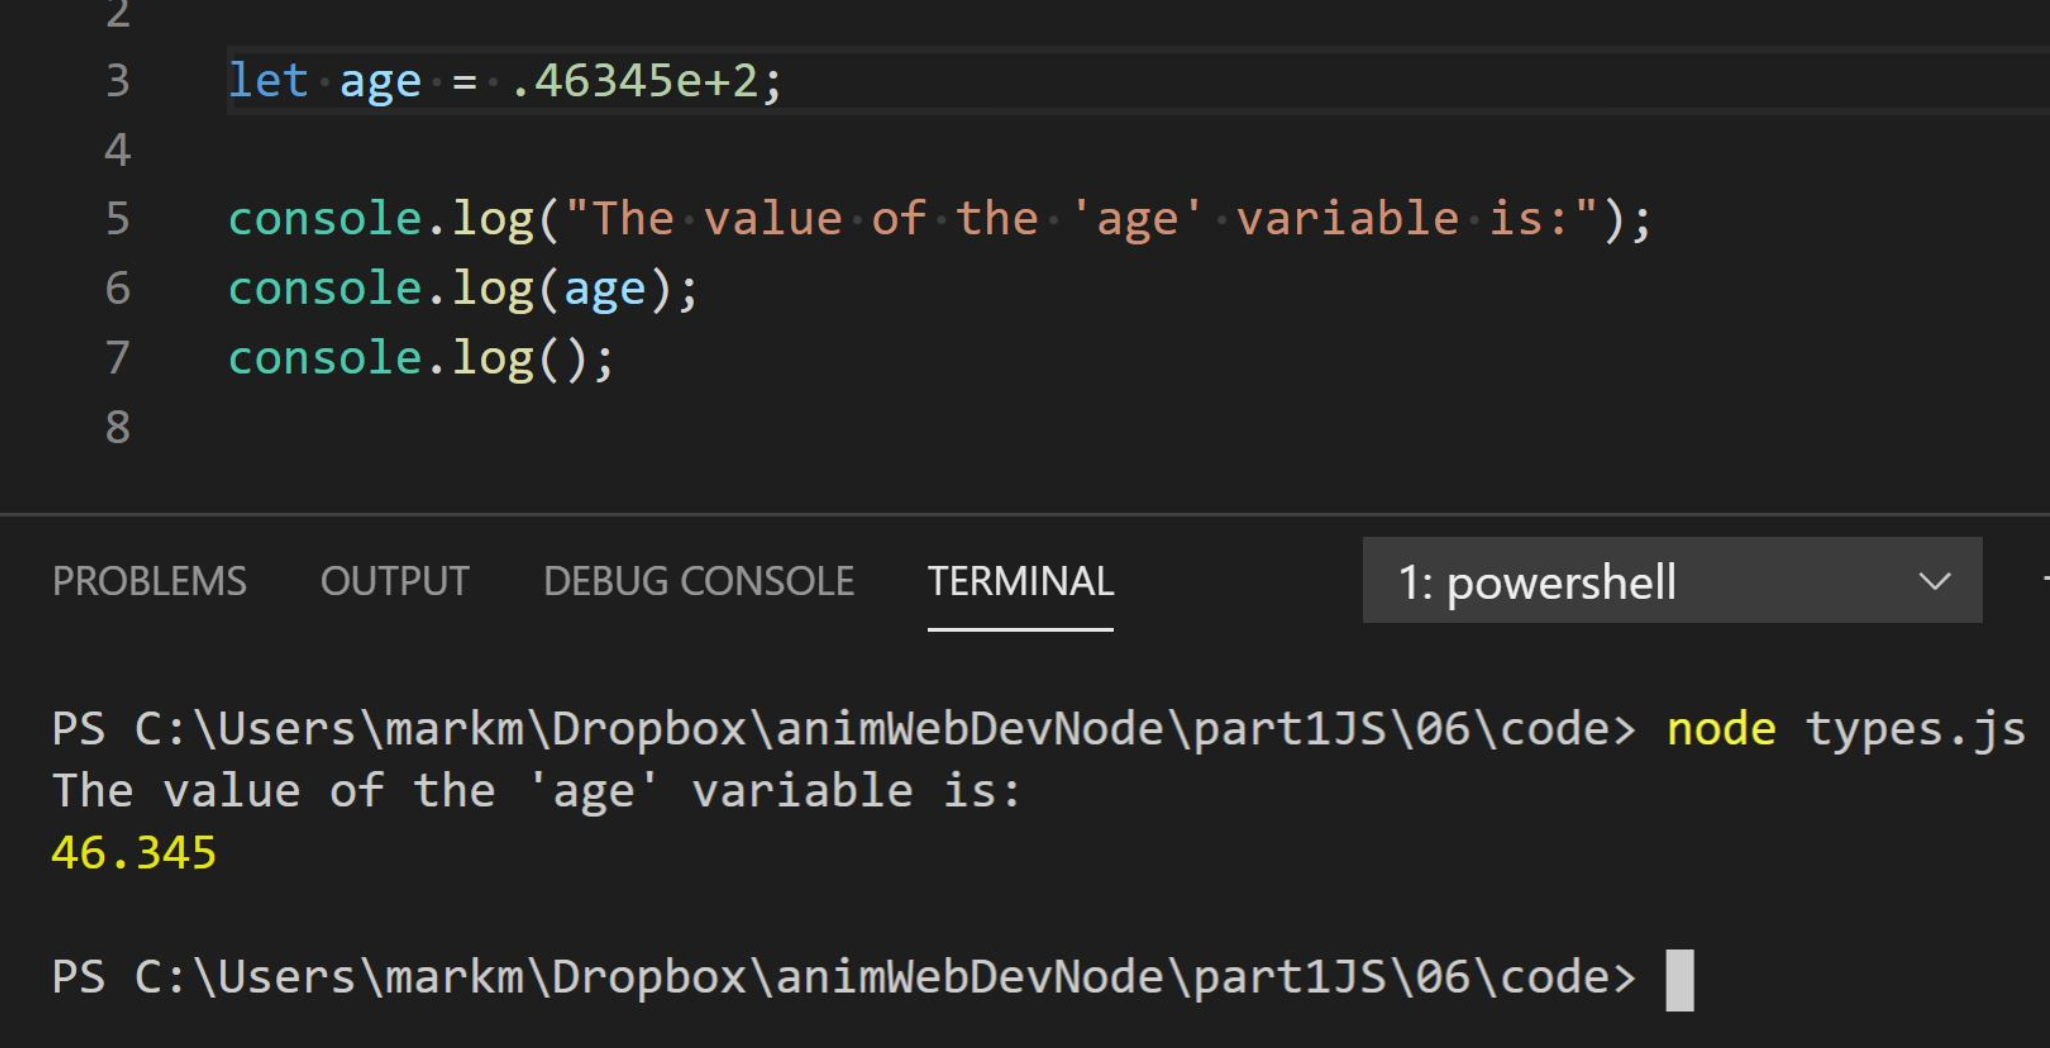 2
3 let age = .46345e+2;
4
5 console.log("The value of the 'age' variable is:");
6 console.log(age);
7 console.log();
8
PROBLEMS OUTPUT DEBUG CONSOLE TERMINAL 1: powershell
PS C:\Users\markm\Dropbox\animWebDevNode\part1JS\06\code> node types.js
The value of the 'age' variable is:
46.345
PS C:\Users\markm\Dropbox\animWebDevNode\part1JS\06\code>